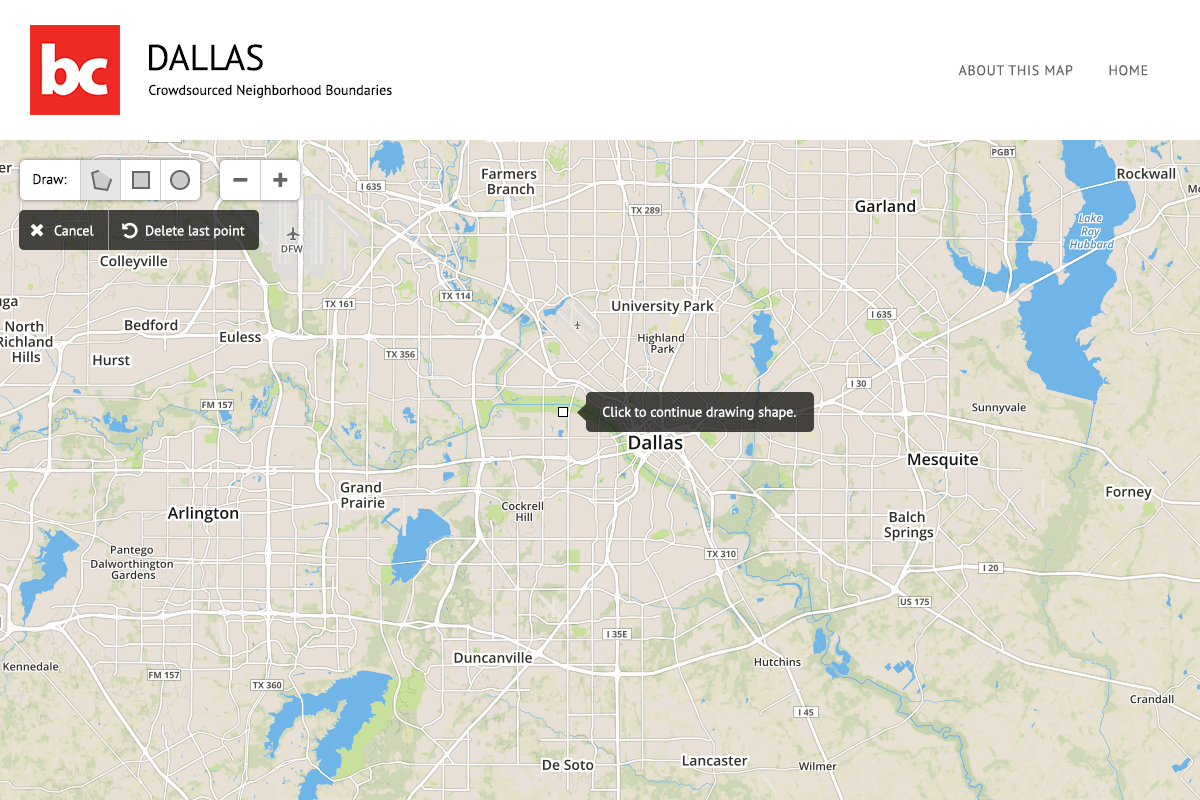 bc
DALLAS
Crowdsourced Neighborhood Boundaries
ABOUT THIS MAP
HOME
Draw:
Cancel
Delete last point
Click to continue drawing shape.
I 635
Farmers
Branch
TX 289
Garland
PGBT
Rockwall
Lake
Ray
Hubbard
DFW
Colleyville
TX 161
TX 114
University Park
I 635
North
Richland
Hills
Bedford
Euless
Highland
Park
Hurst
TX 356
I 30
FM 157
Sunnyvale
Dallas
Mesquite
Grand
Prairie
Forney
Arlington
Cockrell
Hill
Balch
Springs
Pantego
Dalworthington
Gardens
TX 310
I 20
US 175
I 35E
Kennedale
Duncanville
Hutchins
FM 157
TX 360
Crandall
I 45
De Soto
Lancaster
Wilmer